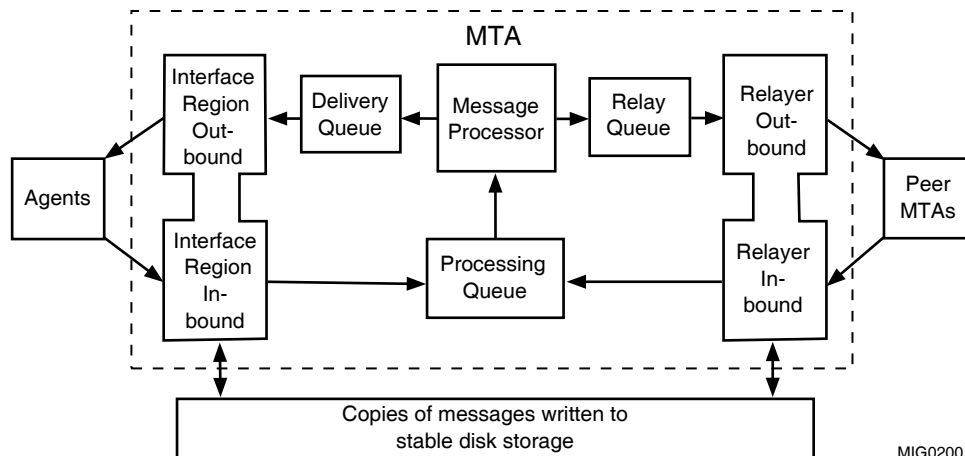 MTA
Interface
Region
Out-
bound
Delivery
Queue
Message
Processor
Relay
Queue
Relayer
Out-
bound
Agents
Peer
MTAs
Interface
Region
In-
bound
Processing
Queue
Relayer
In-
bound
Copies of messages written to
stable disk storage
MIG0200